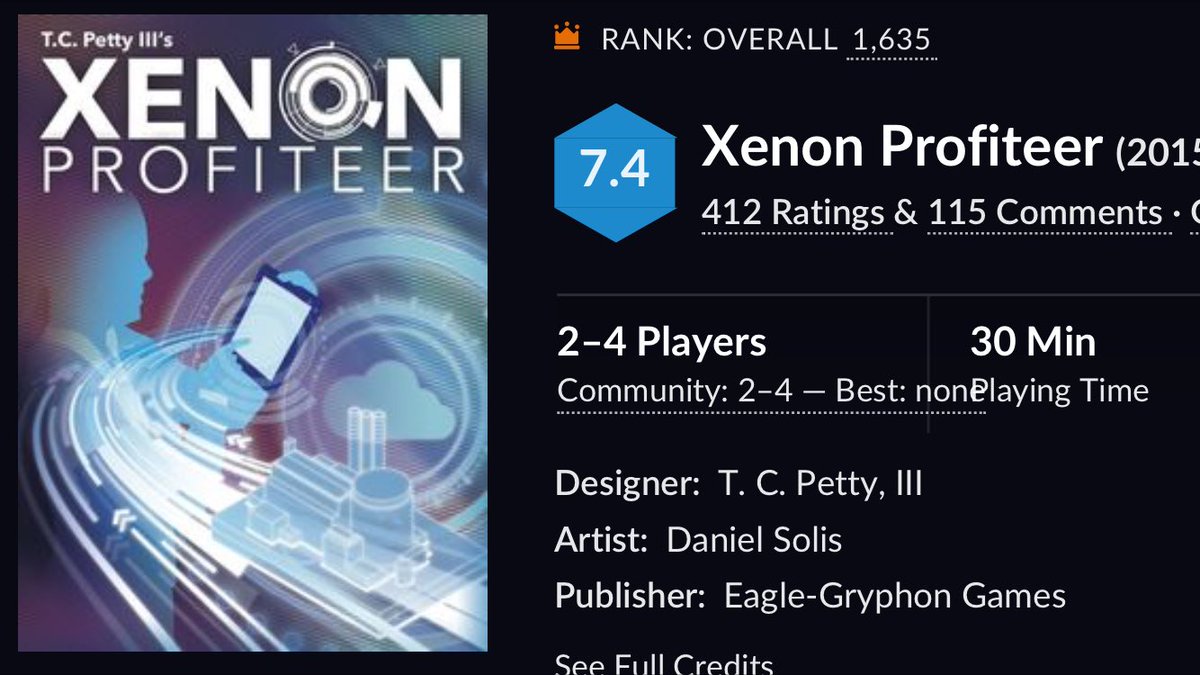 T.C. Petty III's
XENON
PROFITEER
RANK: OVERALL 1,635
7.4
Xenon Profiteer (2015
412 Ratings & 115 Comments ·
2–4 Players
Community: 2–4 — Best: none
30 Min
Playing Time
Designer: T. C. Petty, III
Artist: Daniel Solis
Publisher: Eagle-Gryphon Games
See Full Credits